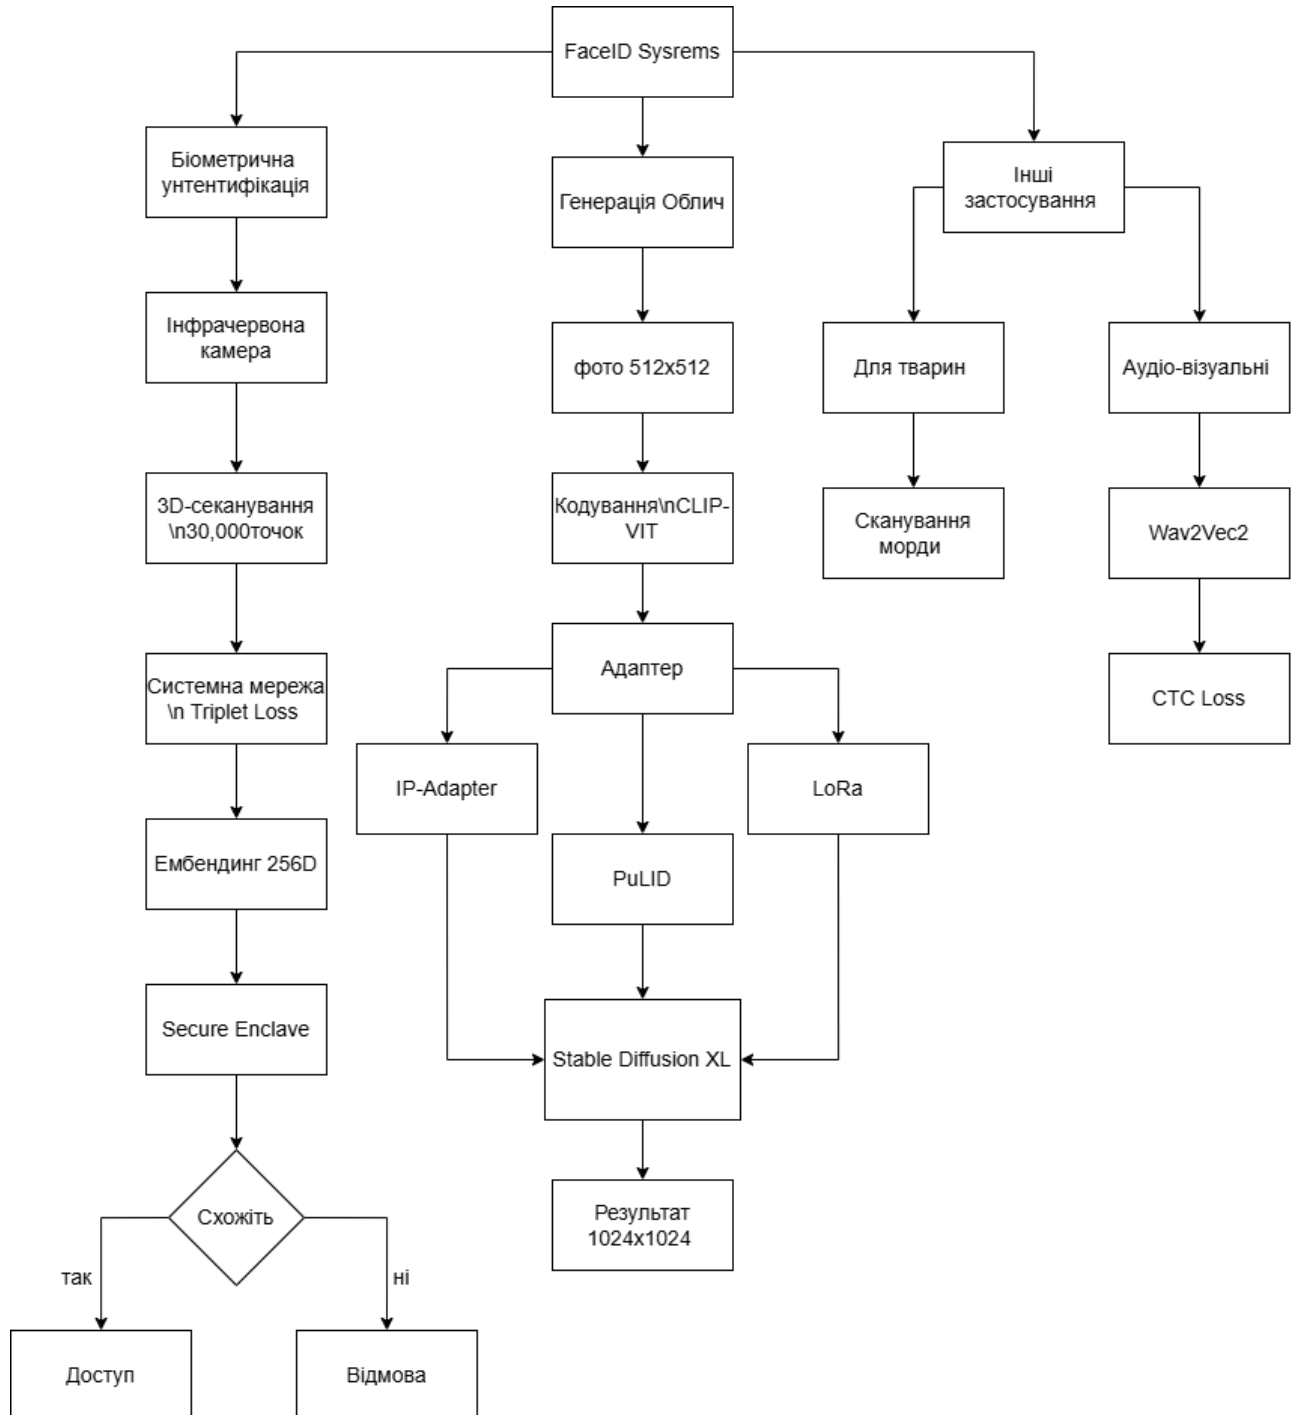 FaceID Sysrems
Біометрична
унтентифікація
Генерація Облич
Інші
застосування
Інфрачервона
камера
фото 512x512
Для тварин
Аудіо-візуальні
3D-секанування
\n30,000точок
Кодування\nCLIP-
VIT
Сканування
морди
Wav2Vec2
Системна мережа
\n Triplet Loss
Адаптер
CTC Loss
IP-Adapter
LoRa
Ембендинг 256D
PuLID
Secure Enclave
Stable Diffusion XL
Схожіть
Результат
1024x1024
так
ні
Доступ
Відмова